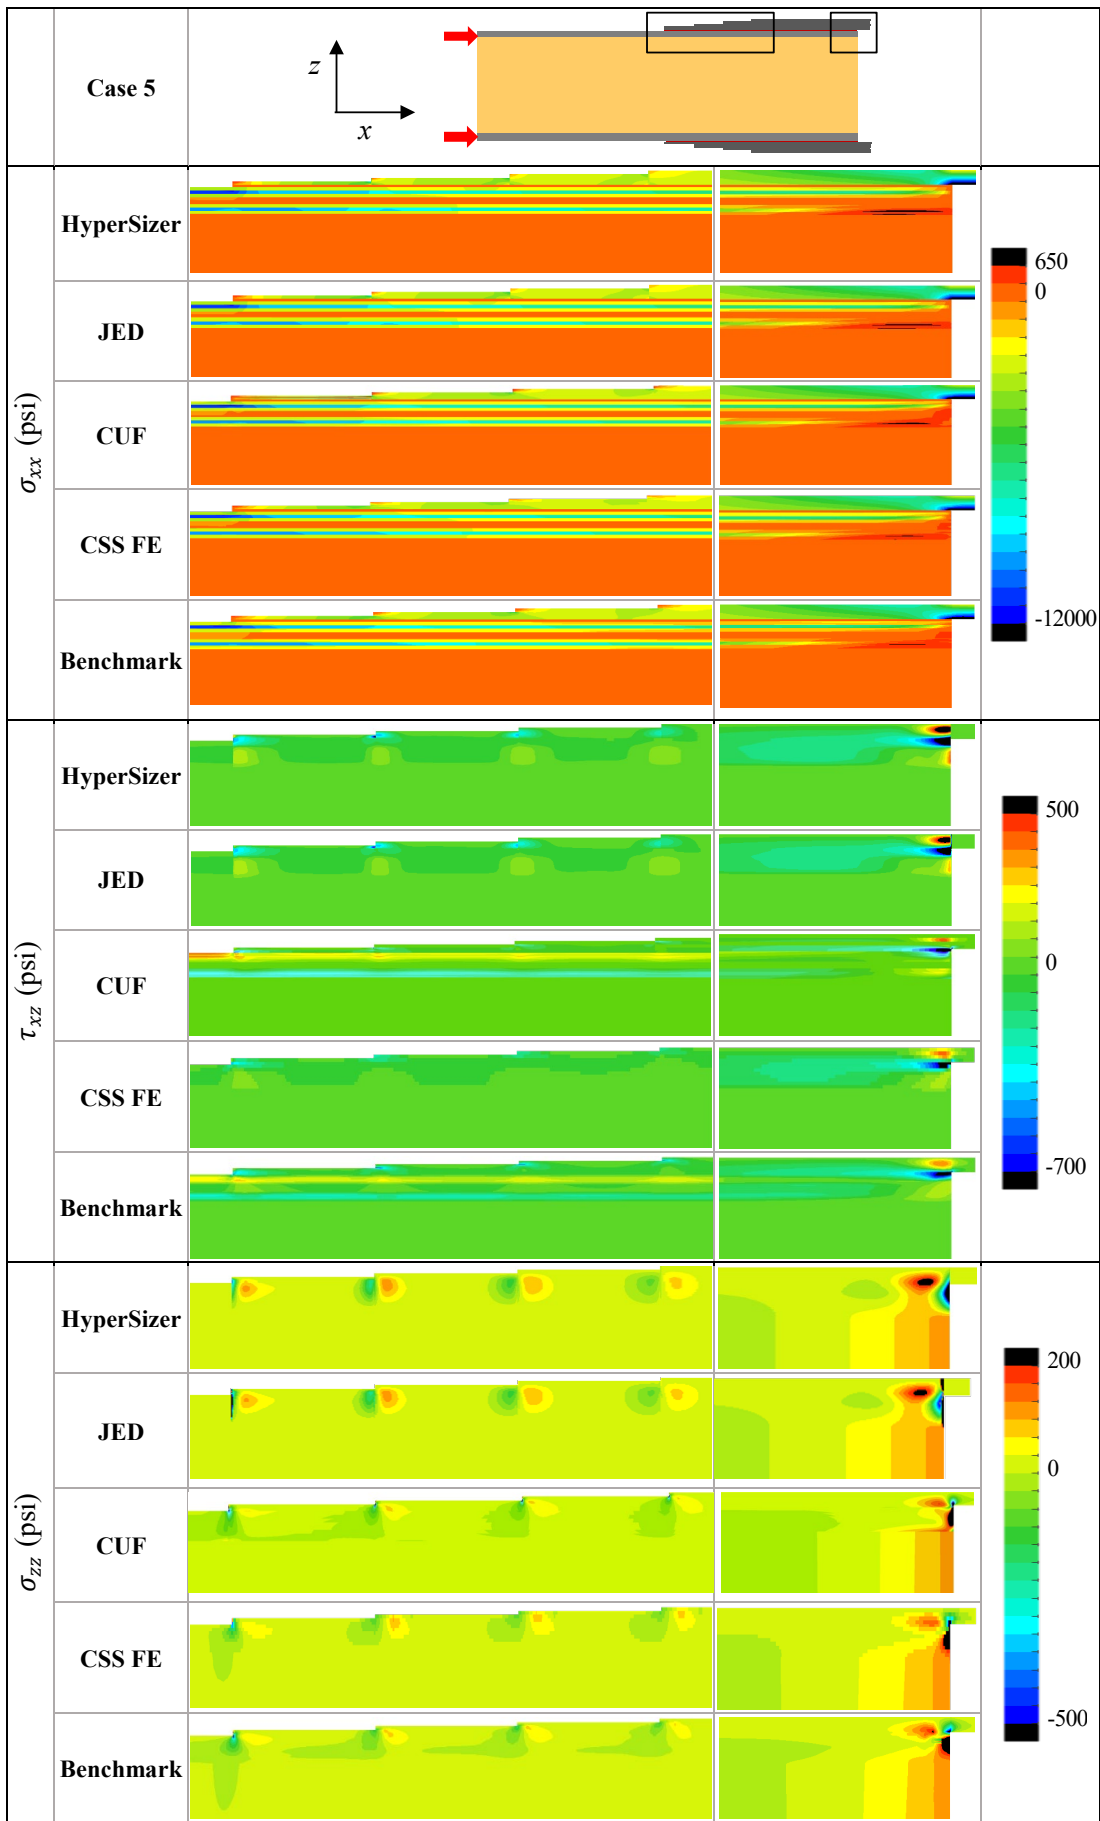 Case 5
z
x
σxx (psi)
HyperSizer
JED
CUF
CSS FE
Benchmark
650
0
-12000
τxz (psi)
HyperSizer
JED
CUF
CSS FE
Benchmark
500
0
-700
σzz (psi)
HyperSizer
JED
CUF
CSS FE
Benchmark
200
0
-500